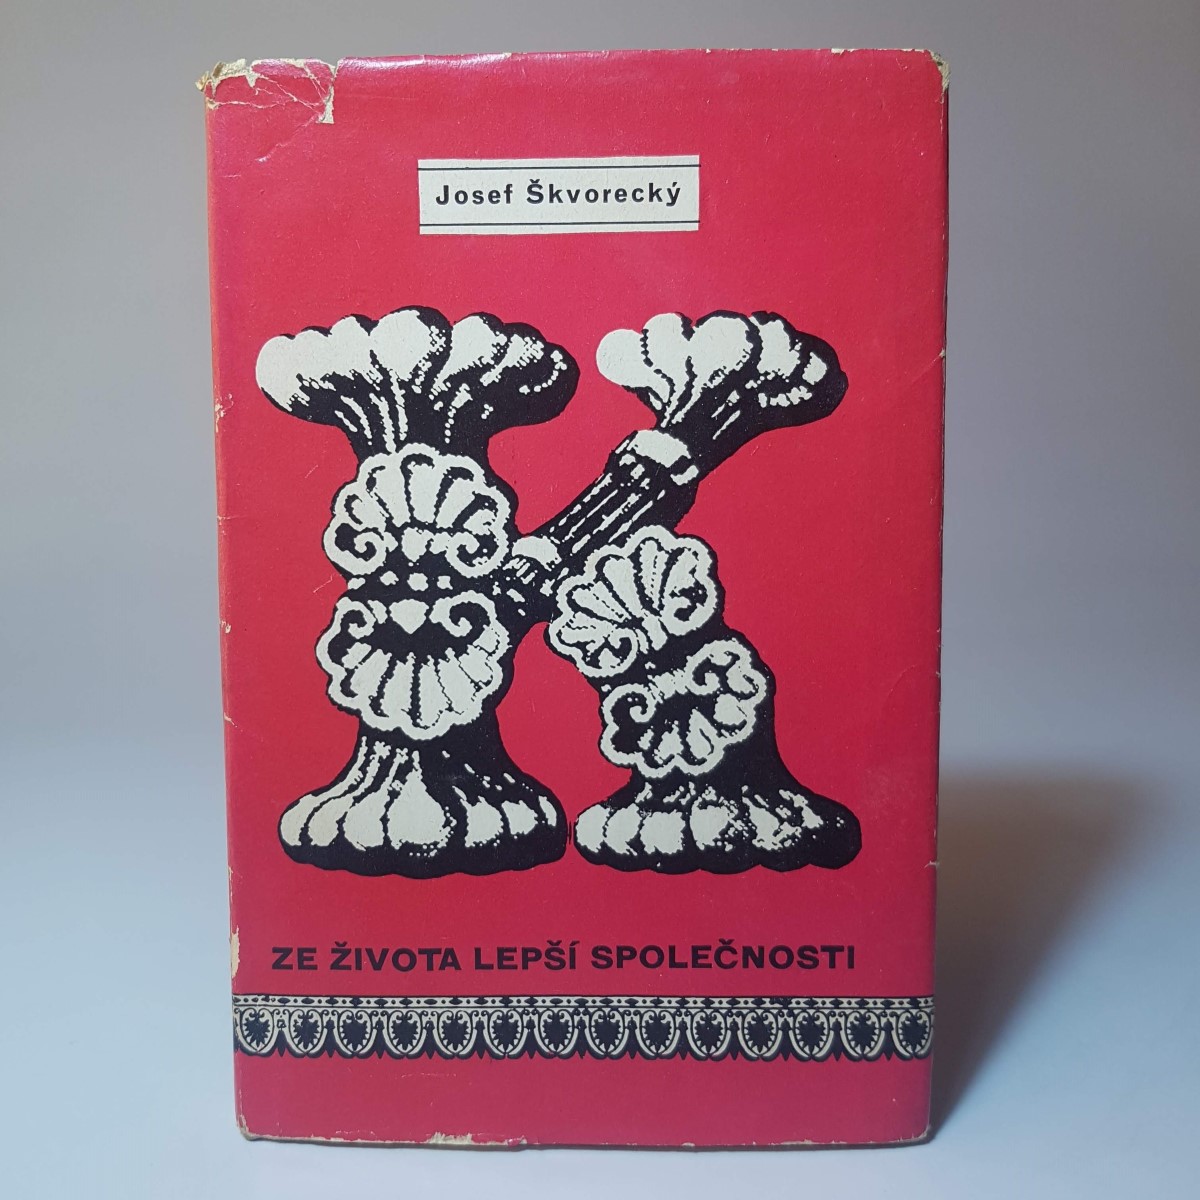 Josef Škvorecký
K
ZE ŽIVOTA LEPŠÍ SPOLEČNOSTI